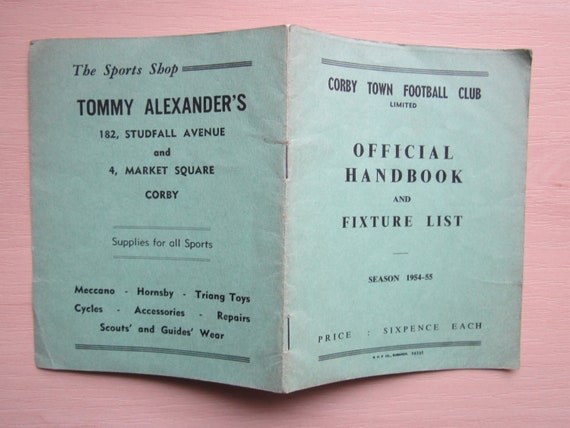 The Sports Shop
TOMMY ALEXANDER'S
182, STUDFALL AVENUE
and
4, MARKET SQUARE
CORBY
Supplies for all Sports
Meccano - Hornsby - Triang Toys
Cycles - Accessories - Repairs
Scouts' and Guides' Wear
CORBY TOWN FOOTBALL CLUB
LIMITED
OFFICIAL
HANDBOOK
AND
FIXTURE LIST
SEASON 1954-55
PRICE : SIXPENCE EACH